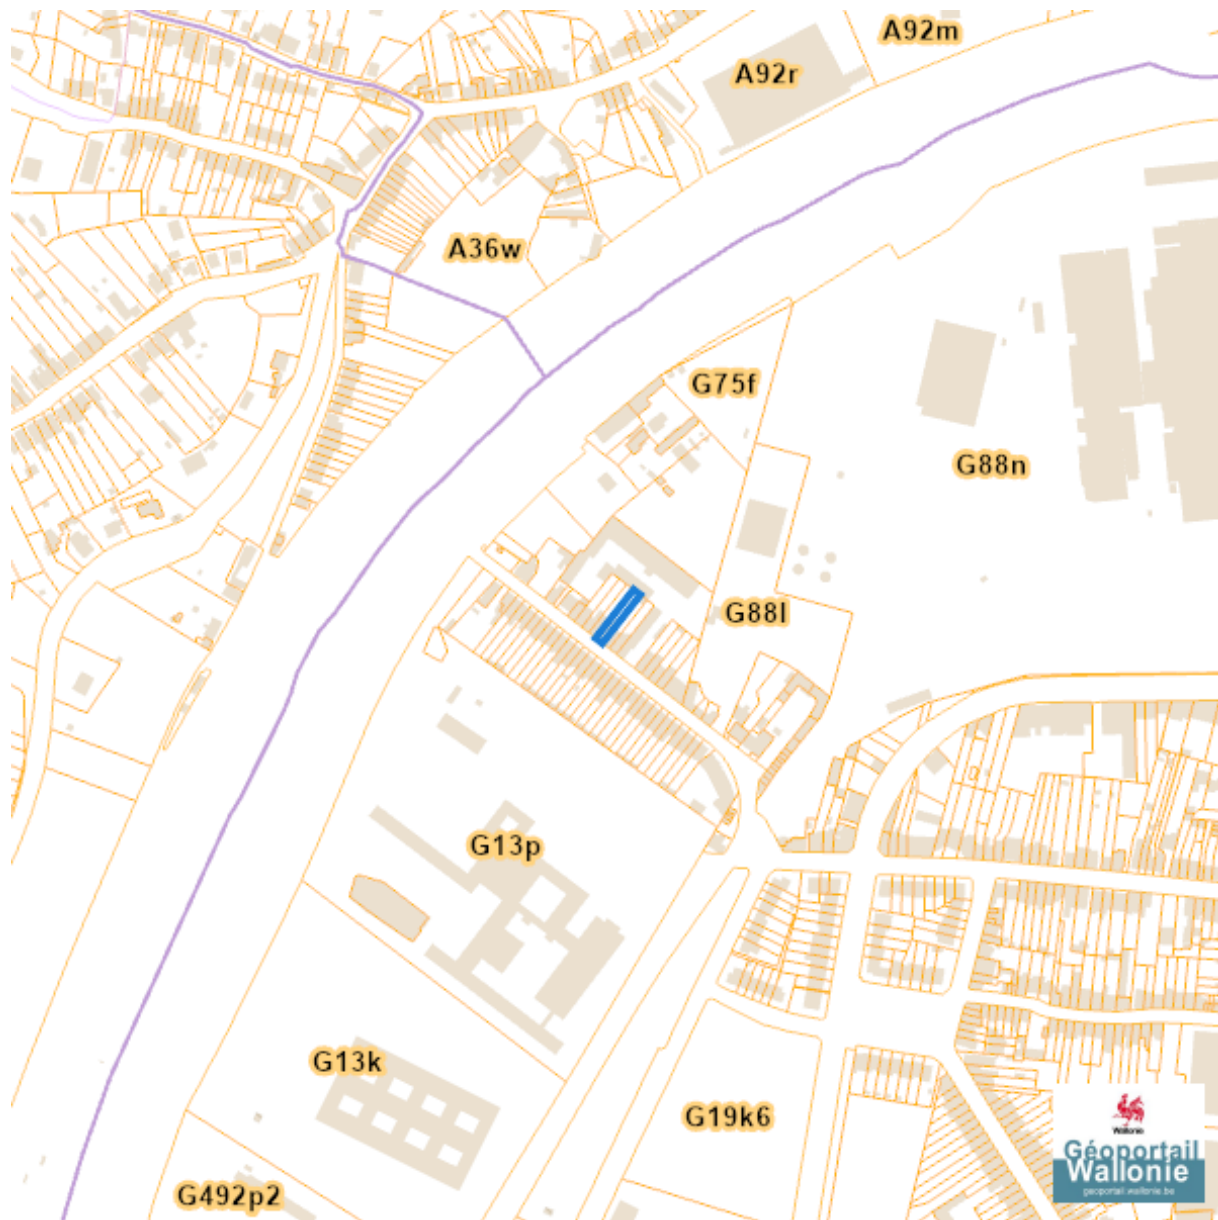 A92m
A92r
A36w
G75f
G88n
G88l
G13p
G13k
G19k6
G492p2
Wallonie
Géoportail
Wallonie
geoportail.wallonie.be